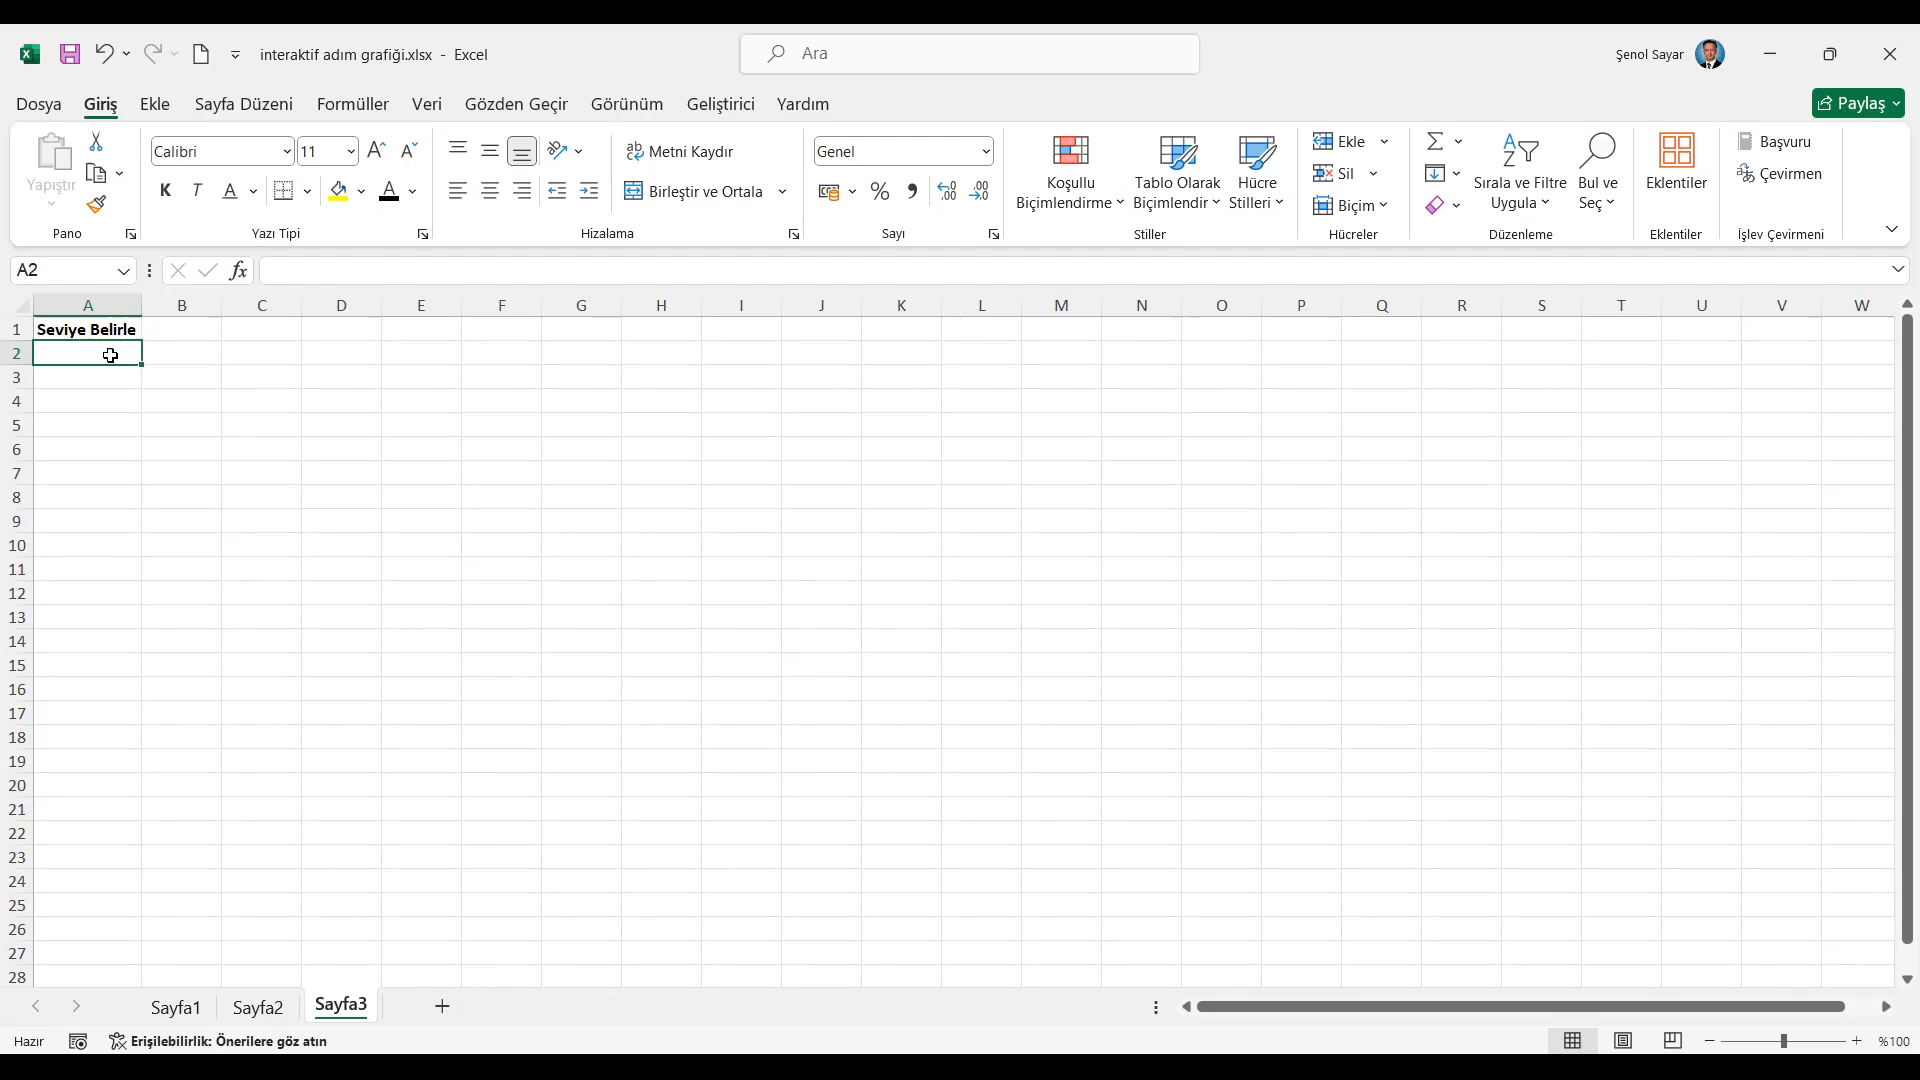 interaktif adım grafiği.xlsx - Excel
Ara
Şenol Sayar
Dosya Giriş Ekle Sayfa Düzeni Formüller Veri Gözden Geçir Görünüm Geliştirici Yardım
Paylaş
Yapıştır
Calibri 11
K T A
Metni Kaydır
Birleştir ve Ortala
Genel
Koşullu Biçimlendirme
Tablo Olarak Biçimlendir
Hücre Stilleri
Ekle
Sil
Biçim
Sırala ve Filtre Uygula
Bul ve Seç
Eklentiler
Başvuru
Çevirmen
Pano Yazı Tipi Hizalama Sayı Stiller Hücreler Düzenleme Eklentiler İşlev Çevirmeni
A2
fx
A B C D E F G H I J K L M N O P Q R S T U V W
1 Seviye Belirle
2
3
4
5
6
7
8
9
10
11
12
13
14
15
16
17
18
19
20
21
22
23
24
25
26
27
28
Sayfa1 Sayfa2 Sayfa3
Hazır
Erişilebilirlik: Önerilere göz atın
%100